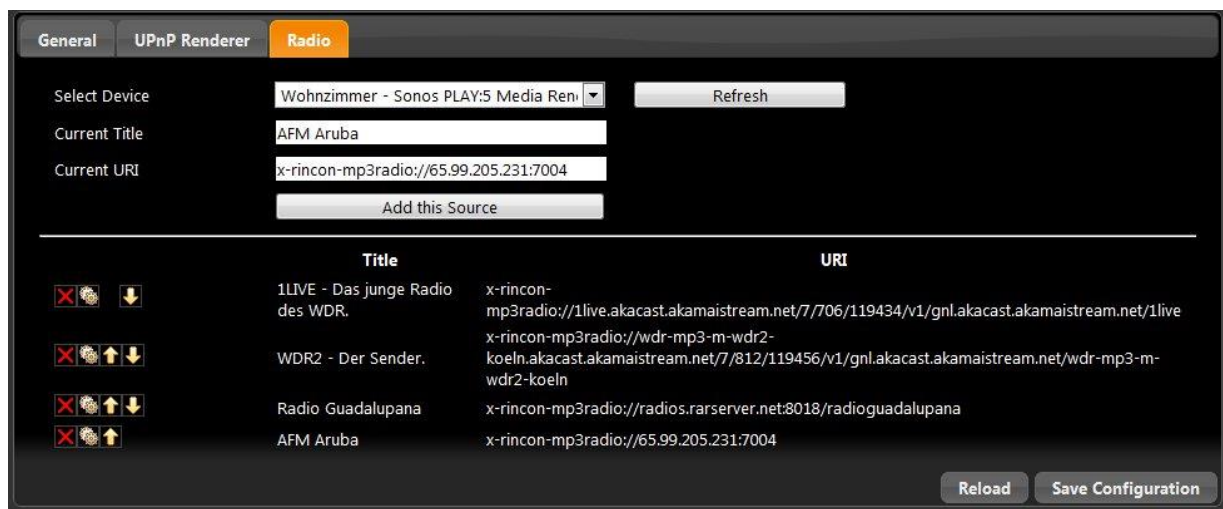 General UPnP Renderer Radio
Select Device Wohnzimmer - Sonos PLAY:5 Media Ren Refresh
Current Title AFM Aruba
Current URI x-rincon-mp3radio://65.99.205.231:7004
Add this Source
Title URI
1LIVE - Das junge Radio
des WDR.
x-rincon-
mp3radio://1live.akacast.akamaistream.net/7/706/119434/v1/gnl.akacast.akamaistream.net/1live
WDR2 - Der Sender.
x-rincon-mp3radio://wdr-mp3-m-wdr2-
koeln.akacast.akamaistream.net/7/812/119456/v1/gnl.akacast.akamaistream.net/wdr-mp3-m-
wdr2-koeln
Radio Guadalupana x-rincon-mp3radio://radios.rarserver.net:8018/radioguadalupana
AFM Aruba x-rincon-mp3radio://65.99.205.231:7004
Reload Save Configuration